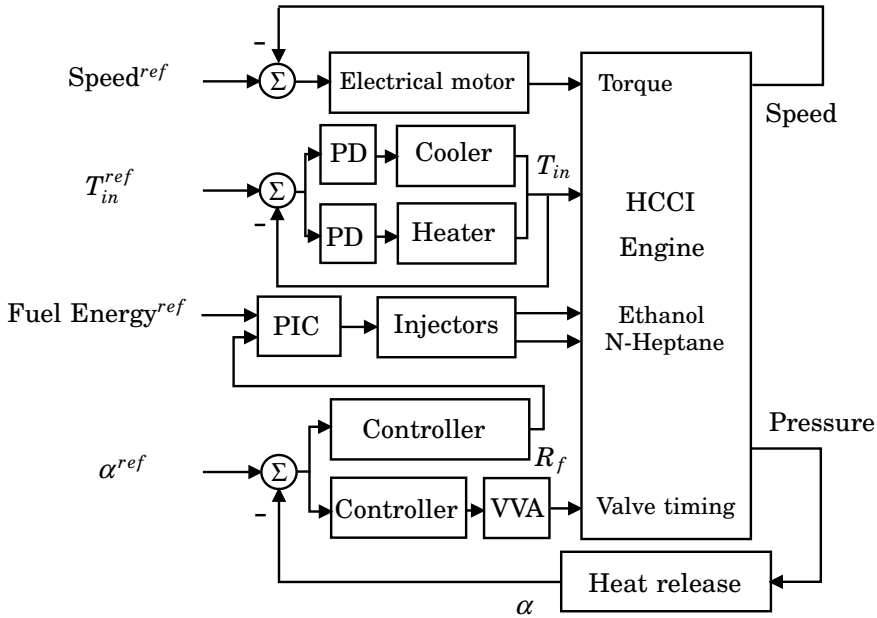 –
Speed^ref
Σ
Electrical motor
Torque
Speed
PD
Cooler
T_in
T_in^ref
Σ
–
PD
Heater
HCCI
Engine
Fuel Energy^ref
PIC
Injectors
Ethanol
N-Heptane
Controller
Pressure
R_f
α^ref
Σ
–
Controller
VVA
Valve timing
Heat release
α